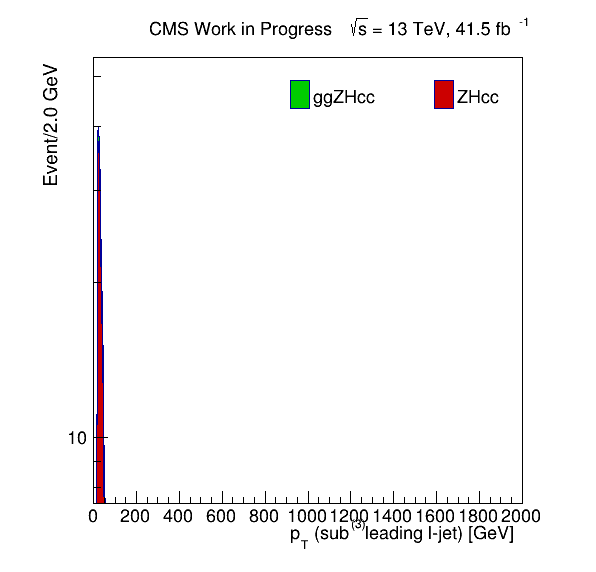 CMS Work in Progress √s = 13 TeV, 41.5 fb -1
Event/2.0 GeV
ggZHcc
ZHcc
10
0 200 400 600 800 1000 1200 1400 1600 1800 2000
pT (sub(3)leading l-jet) [GeV]